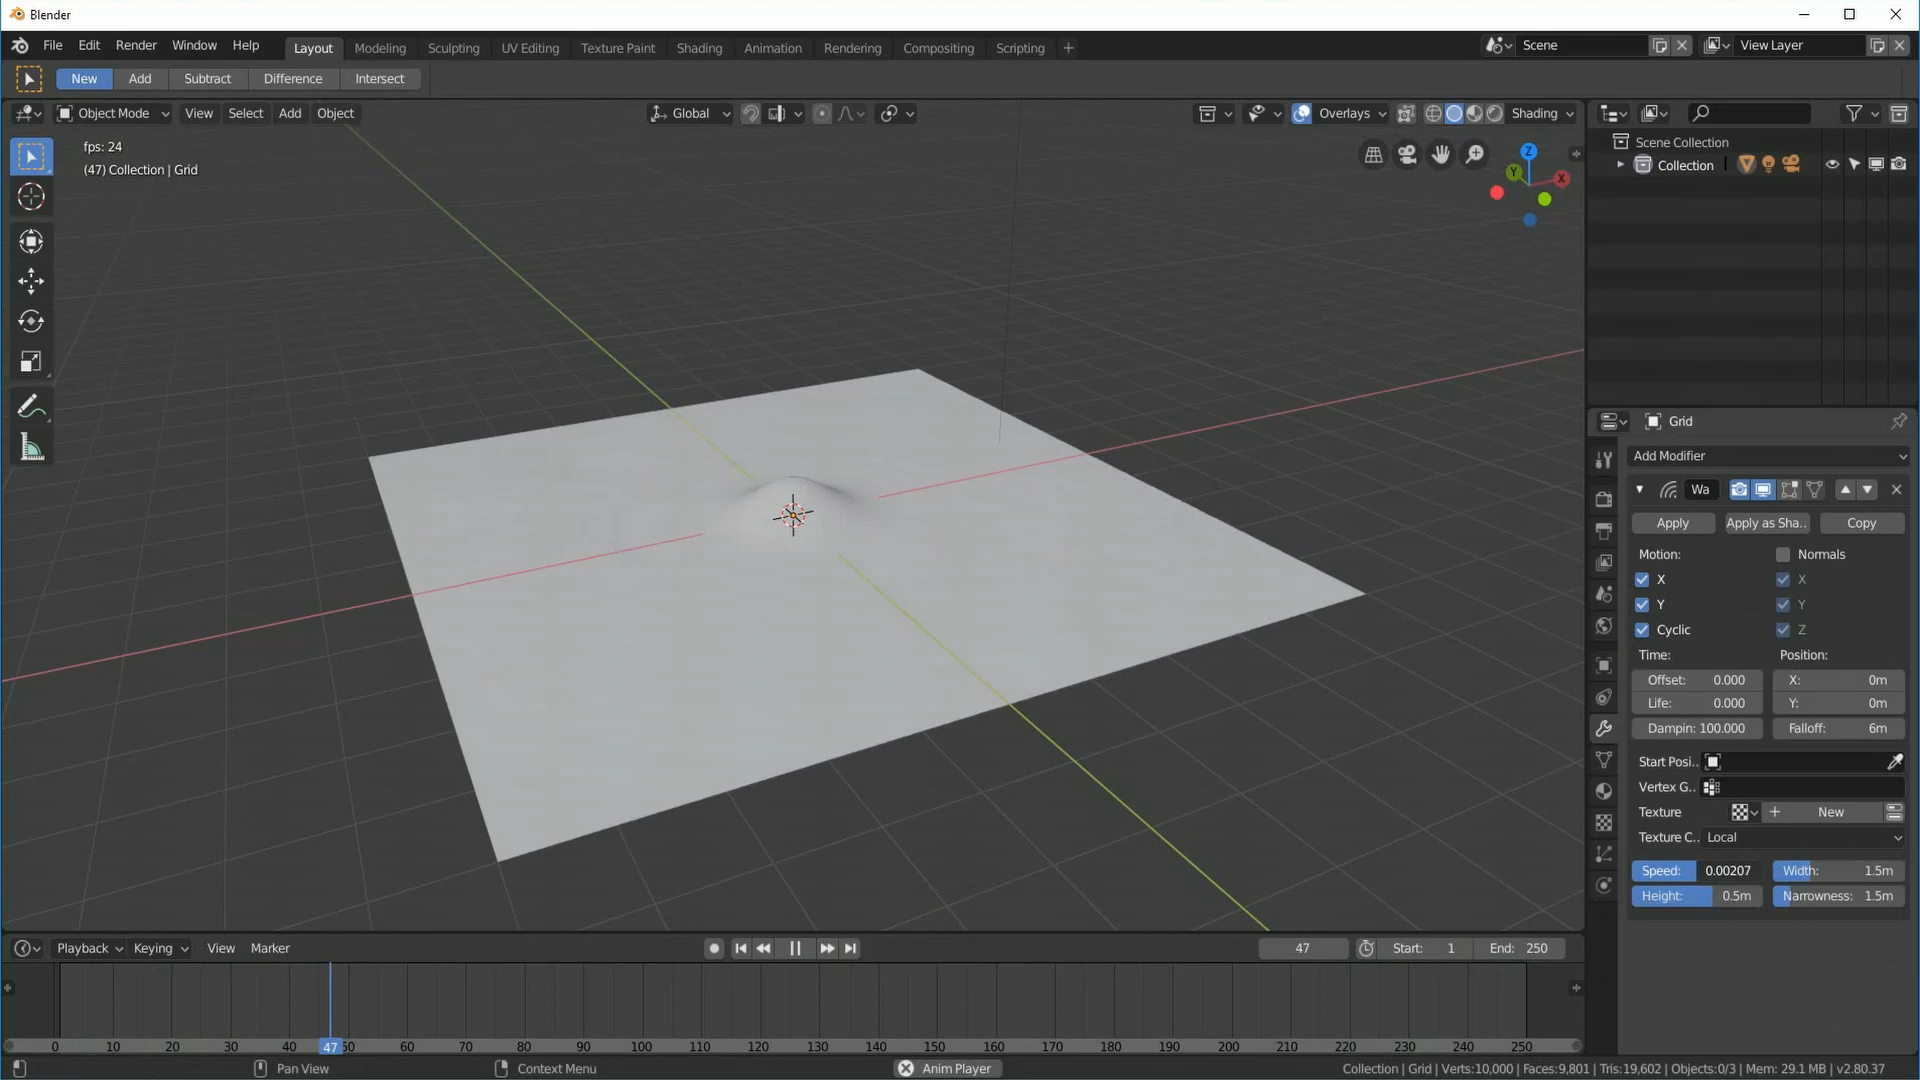 Blender
File Edit Render Window Help Layout Modeling Sculpting UV Editing Texture Paint Shading Animation Rendering Compositing Scripting + Scene View Layer
New Add Subtract Difference Intersect
Object Mode View Select Add Object Global Overlays Shading
fps: 24
(47) Collection | Grid
Z
Y
X
Scene Collection
Collection
Grid
Add Modifier
Wa
Apply Apply as Sha.. Copy
Motion: Normals
X X
Y Y
Cyclic Z
Time: Position:
Offset: 0.000 X: 0m
Life: 0.000 Y: 0m
Dampin: 100.000 Falloff: 6m
Start Posi..
Vertex G..
Texture + New
Texture C.. Local
Speed: 0.00207 Width: 1.5m
Height: 0.5m Narrowness: 1.5m
Playback Keying View Marker 47 Start: 1 End: 250
0 10 20 30 40 47 50 60 70 80 90 100 110 120 130 140 150 160 170 180 190 200 210 220 230 240 250
Pan View Context Menu Anim Player Collection | Grid | Verts:10,000 | Faces:9,801 | Tris:19,602 | Objects:0/3 | Mem: 29.1 MB | v2.80.37